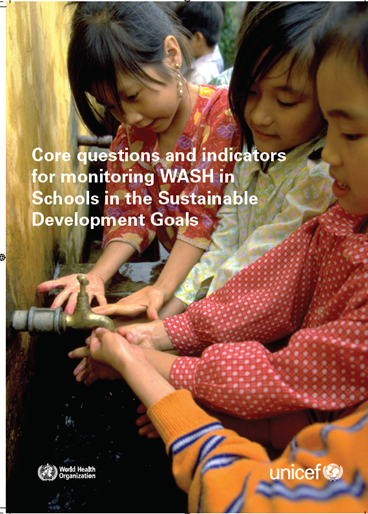 Core questions and indicators
for monitoring WASH in
Schools in the Sustainable
Development Goals
World Health
Organization
unicef